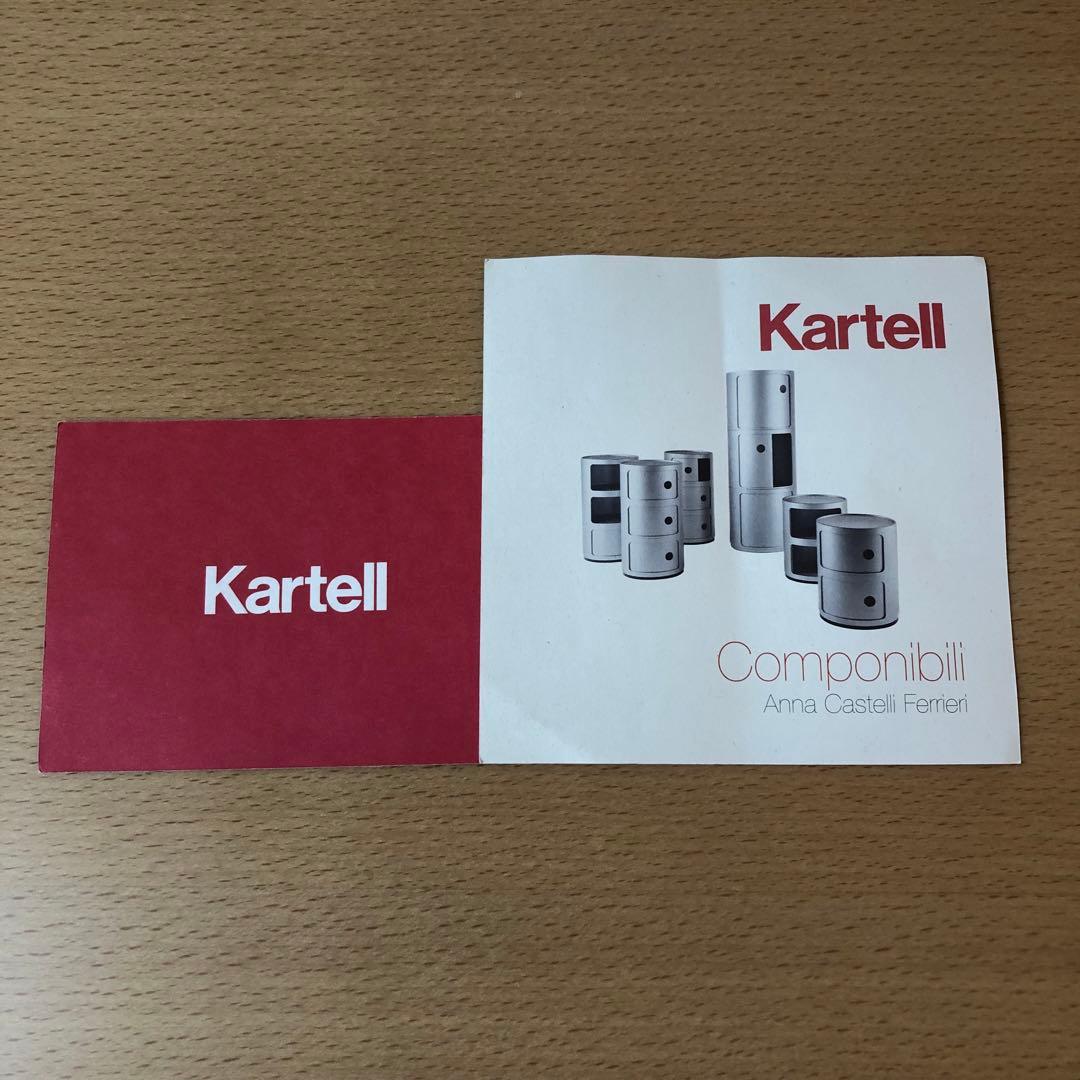 Kartell
Kartell
Componibili
Anna Castelli Ferrieri